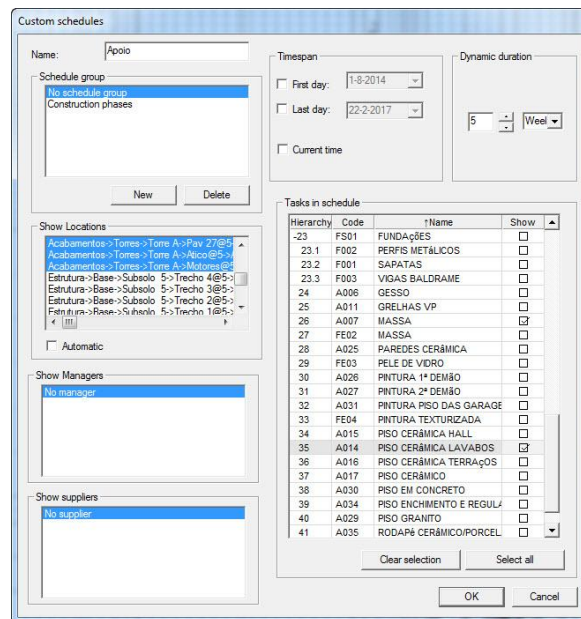 Custom schedules
Name: Apoio
Schedule group
No schedule group
Construction phases
New Delete
Show Locations
Acabamentos->Torres->Torre A->Pav 27@5-
Acabamentos->Torres->Torre A->Atico@5->
Acabamentos->Torres->Torre A->Motores@5
Estrutura->Base->Subsolo 5->Trecho 4@5->
Estrutura->Base->Subsolo 5->Trecho 3@5->
Estrutura->Base->Subsolo 5->Trecho 2@5->
Estrutura->Base->Subsolo 5->Trecho 1@5->
Automatic
Show Managers
No manager
Show suppliers
No supplier
Timespan
First day: 1-8-2014
Last day: 22-2-2017
Current time
Dynamic duration
5 Weel
Tasks in schedule
Hierarchy Code ↑Name Show
-23 FS01 FUNDAçõES
23.1 F002 PERFIS METáLICOS
23.2 F001 SAPATAS
23.3 F003 VIGAS BALDRAME
24 A006 GESSO
25 A011 GRELHAS VP
26 A007 MASSA
27 FE02 MASSA
28 A025 PAREDES CERâMICA
29 FE03 PELE DE VIDRO
30 A026 PINTURA 1ª DEMãO
31 A027 PINTURA 2ª DEMãO
32 A031 PINTURA PISO DAS GARAGE
33 FE04 PINTURA TEXTURIZADA
34 A015 PISO CERâMICA HALL
35 A014 PISO CERâMICA LAVABOS
36 A016 PISO CERâMICA TERRAçOS
37 A017 PISO CERâMICO
38 A030 PISO EM CONCRETO
39 A034 PISO ENCHIMENTO E REGULA
40 A029 PISO GRANITO
41 A035 RODAPé CERâMICO/PORCEL
Clear selection Select all
OK Cancel